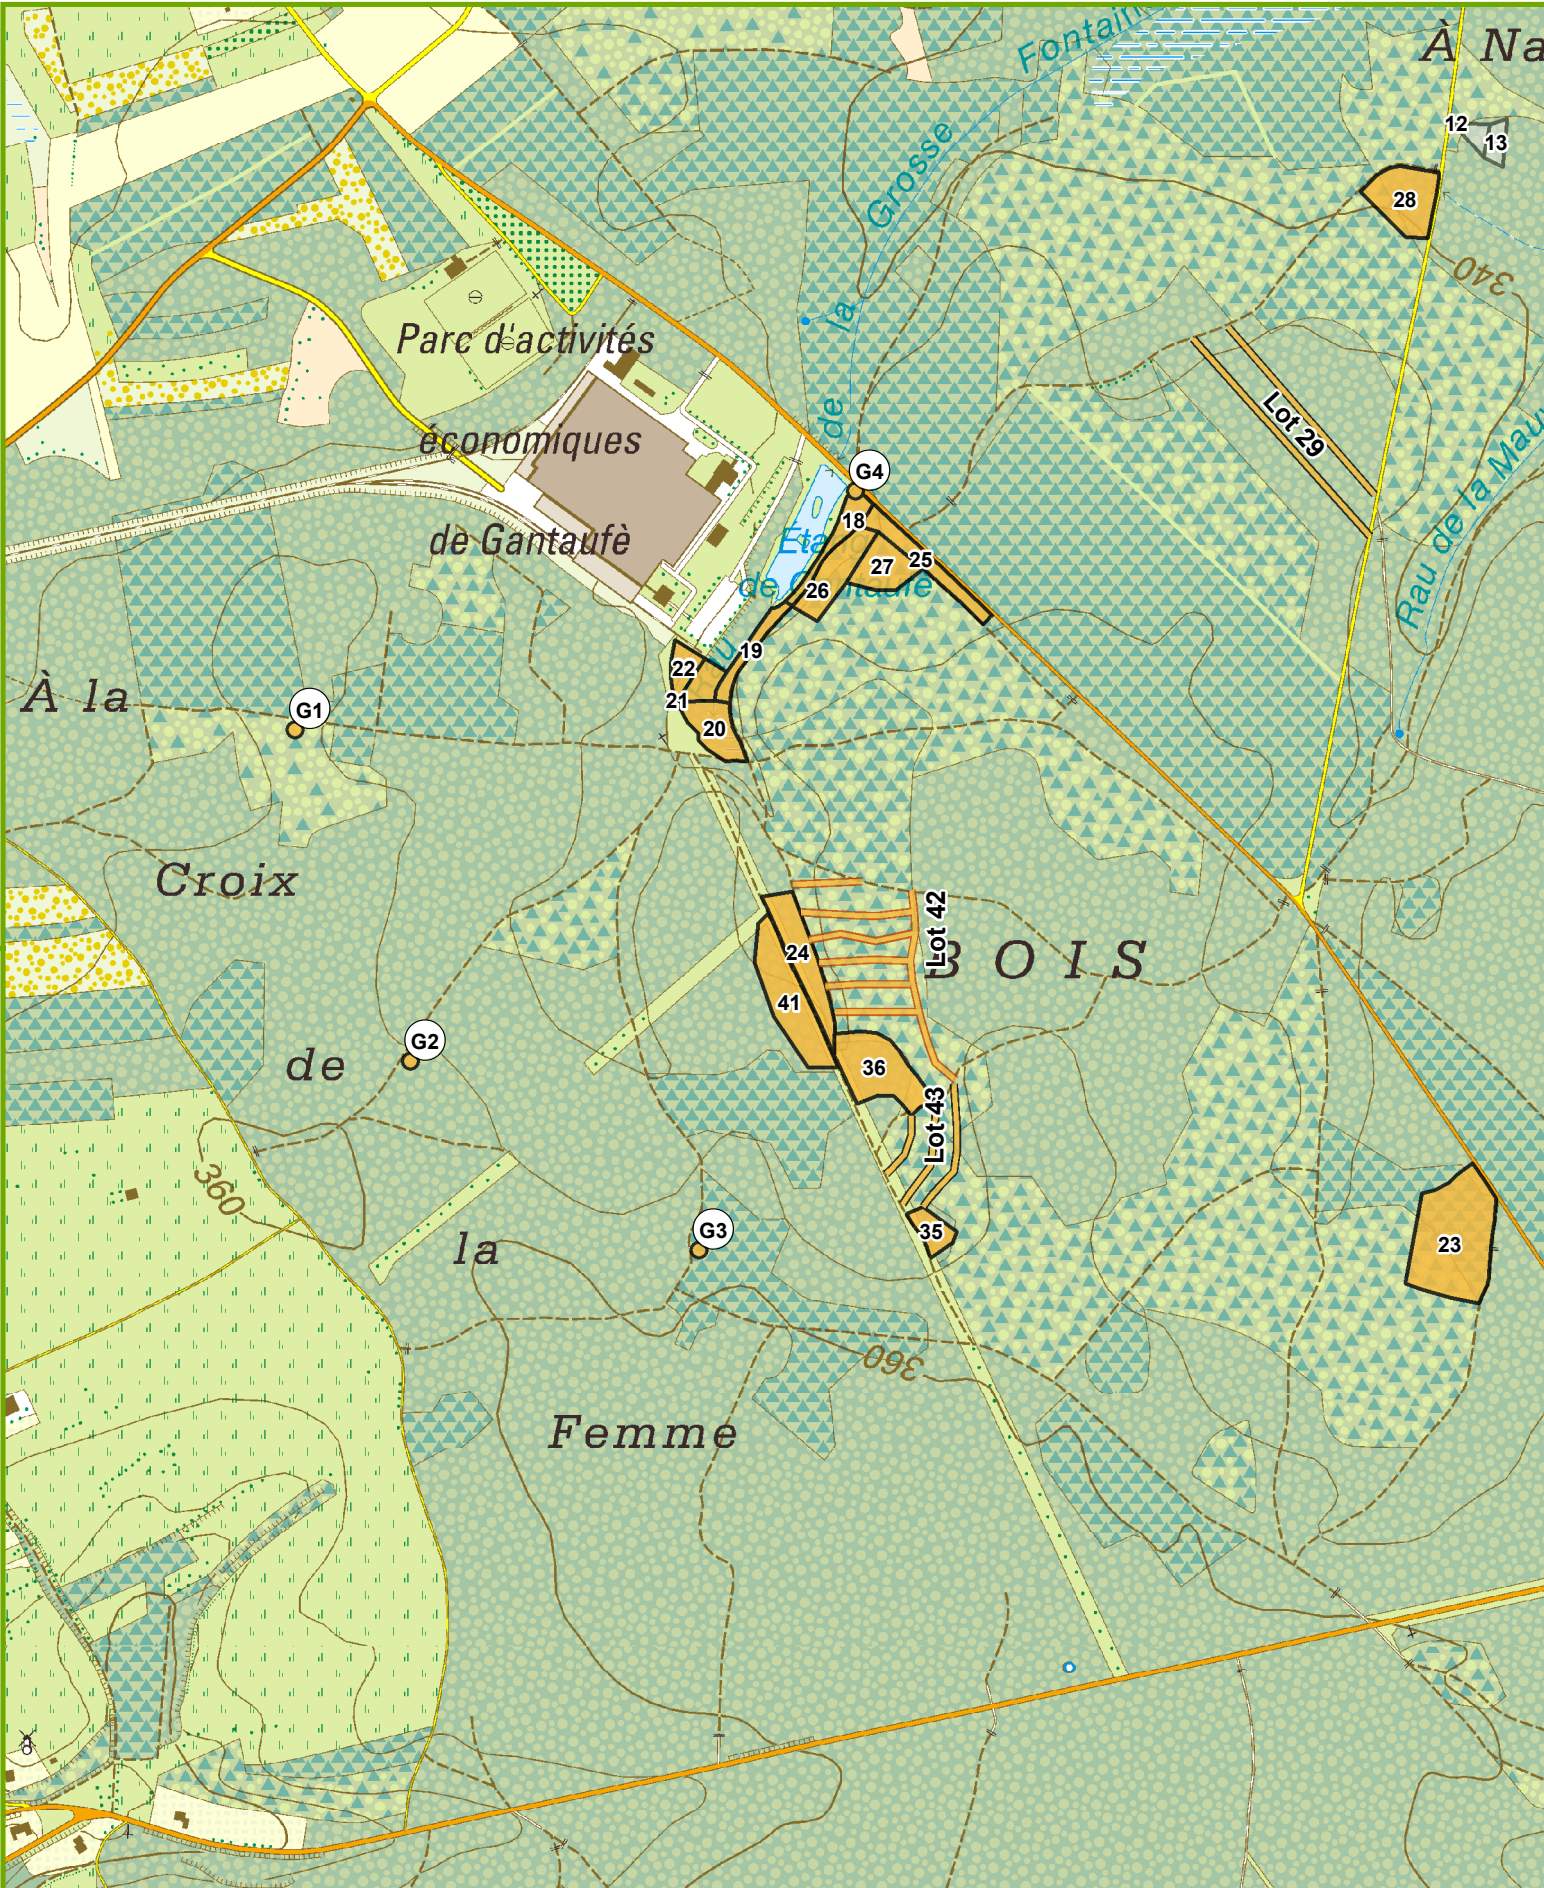 Fontain
À Na
12
13
Grosse
28
340
la
Parc d'activités
de
Lot 29
économiques
G4
Rau de la Mau
18
de Gantaufè
Eta
25
27
de
26
19
22
À la
21
G1
20
Croix
Lot 42
24
BOIS
41
G2
de
36
Lot 43
360
G3
la
35
23
360
Femme